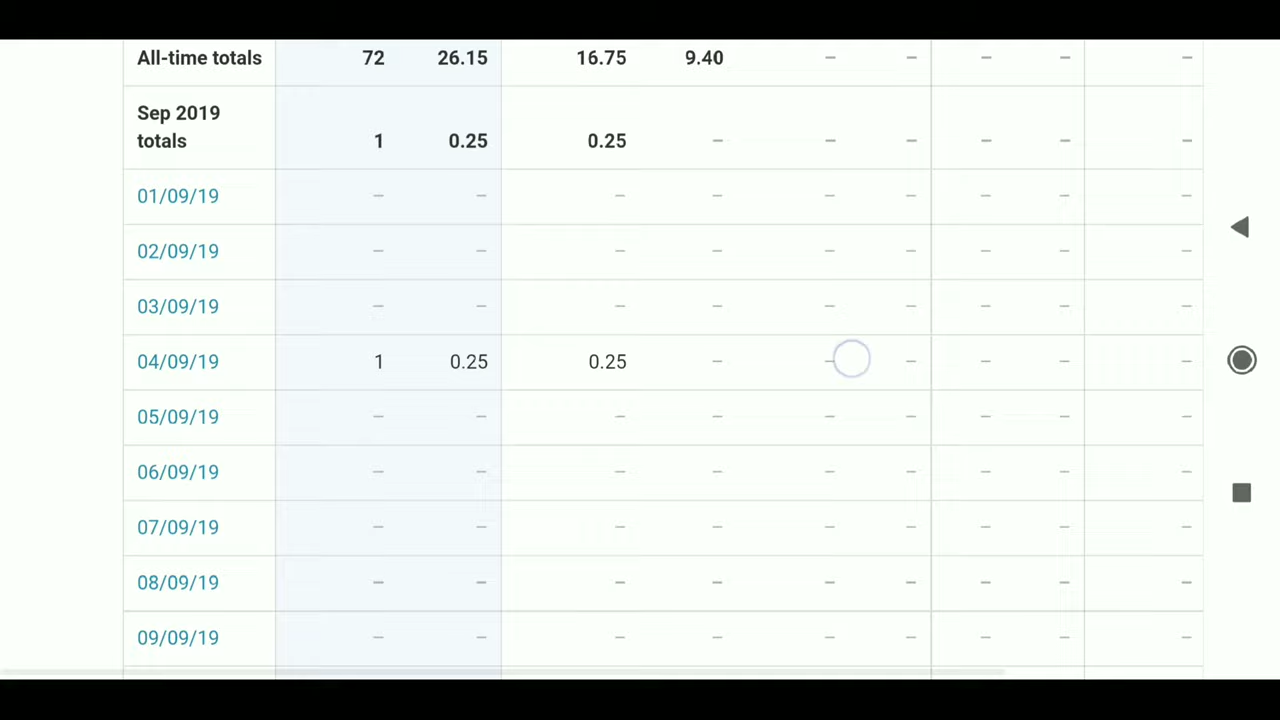 All-time totals 72 26.15 16.75 9.40 – – – – –
Sep 2019
totals 1 0.25 0.25 – – – – – –
01/09/19 – – – – – – – – –
02/09/19 – – – – – – – – –
03/09/19 – – – – – – – – –
04/09/19 1 0.25 0.25 – – – – – –
05/09/19 – – – – – – – – –
06/09/19 – – – – – – – – –
07/09/19 – – – – – – – – –
08/09/19 – – – – – – – – –
09/09/19 – – – – – – – – –